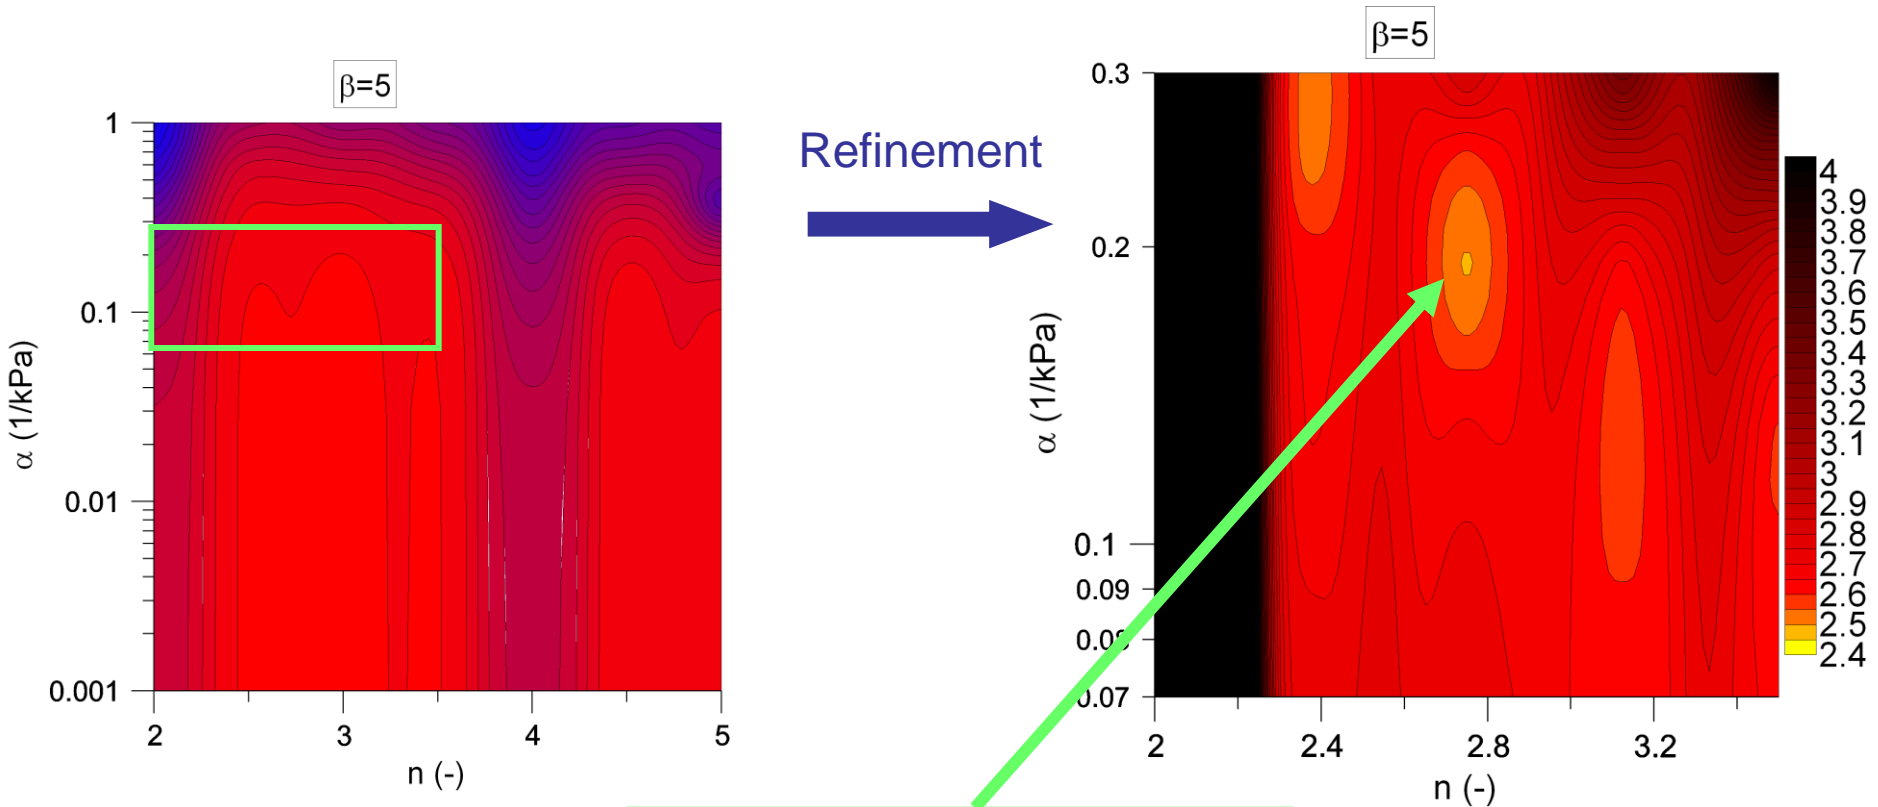 β=5
1
0.1
0.01
0.001
α (1/kPa)
2 3 4 5
n (-)
Refinement
β=5
0.3
0.2
0.1
0.09
0.07
α (1/kPa)
2 2.4 2.8 3.2
n (-)
4
3.9
3.8
3.7
3.6
3.5
3.4
3.3
3.2
3.1
3
2.9
2.8
2.7
2.6
2.5
2.4